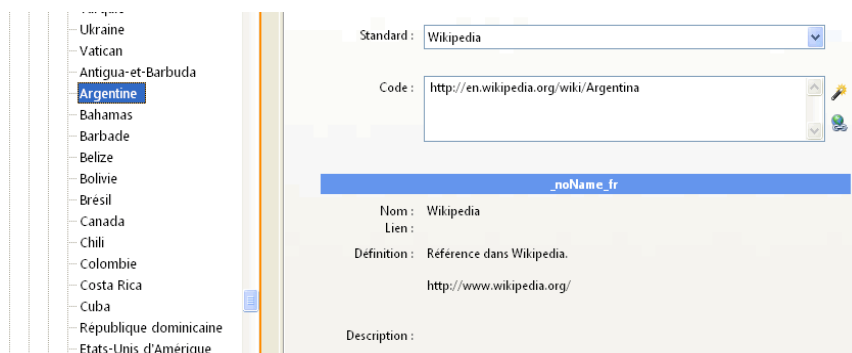 Ukraine
Vatican
Antigua-et-Barbuda
Argentine
Bahamas
Barbade
Belize
Bolivie
Brésil
Canada
Chili
Colombie
Costa Rica
Cuba
République dominicaine
Etats-Unis d'Amérique
Standard : Wikipedia
Code : http://en.wikipedia.org/wiki/Argentina
_noName_fr
Nom : Wikipedia
Lien :
Définition : Référence dans Wikipedia.
http://www.wikipedia.org/
Description :